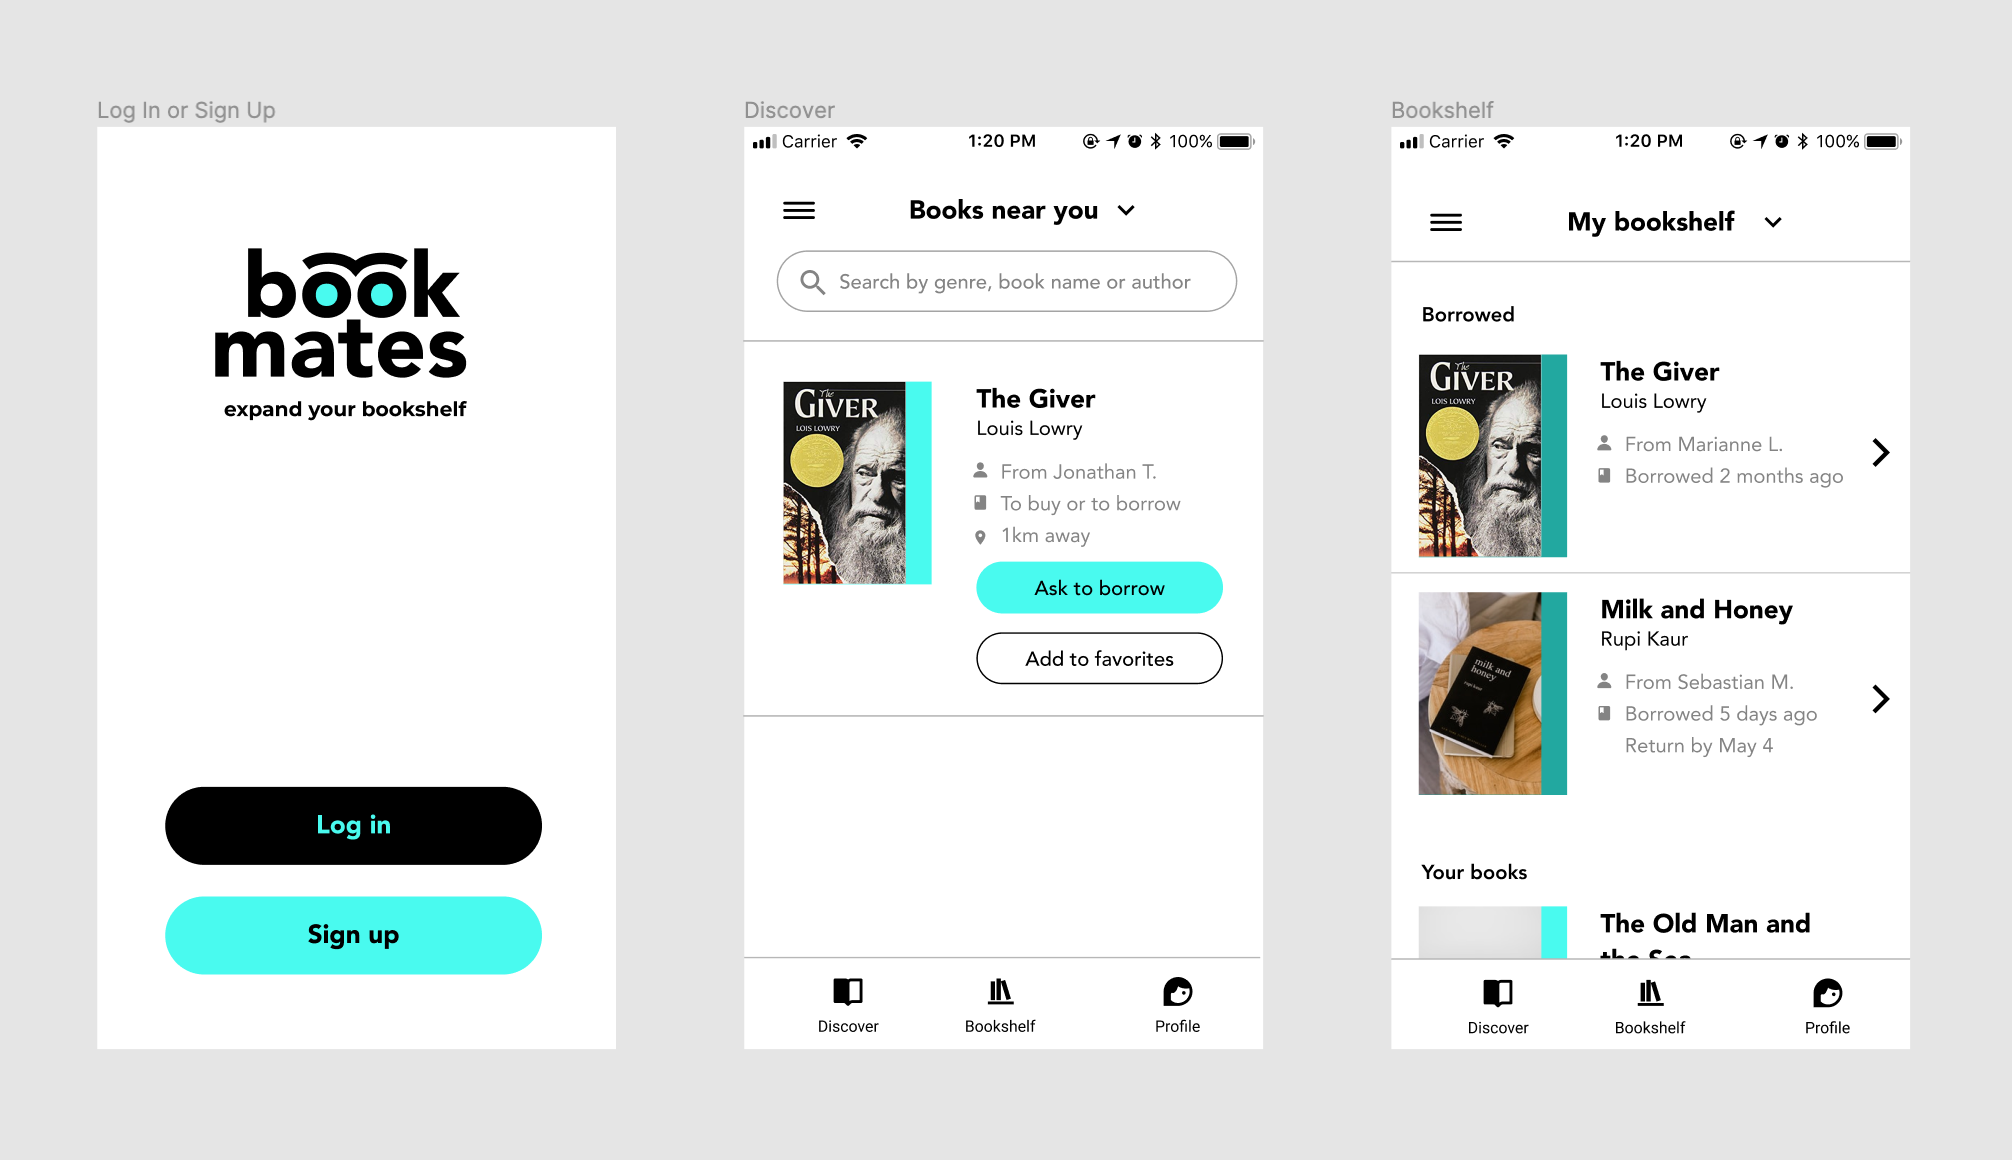 Log In or Sign Up
book
mates
expand your bookshelf
Log in
Sign up
Discover
Carrier
1:20 PM
100%
Books near you
Search by genre, book name or author
The
GIVER
LOIS LOWRY
The Giver
Louis Lowry
From Jonathan T.
To buy or to borrow
1km away
Ask to borrow
Add to favorites
Discover
Bookshelf
Profile
Bookshelf
Carrier
1:20 PM
100%
My bookshelf
Borrowed
The
GIVER
LOIS LOWRY
The Giver
Louis Lowry
From Marianne L.
Borrowed 2 months ago
milk and
honey
rupi kaur
Milk and Honey
Rupi Kaur
From Sebastian M.
Borrowed 5 days ago
Return by May 4
Your books
The Old Man and
the Sea
Discover
Bookshelf
Profile